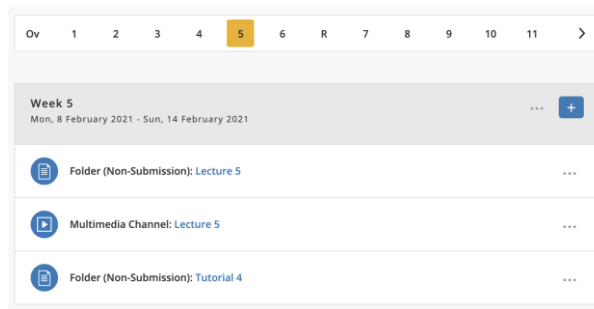 Ov 1 2 3 4 5 6 R 7 8 9 10 11 >
Week 5
Mon, 8 February 2021 - Sun, 14 February 2021
... +
Folder (Non-Submission): Lecture 5 ...
Multimedia Channel: Lecture 5 ...
Folder (Non-Submission): Tutorial 4 ...